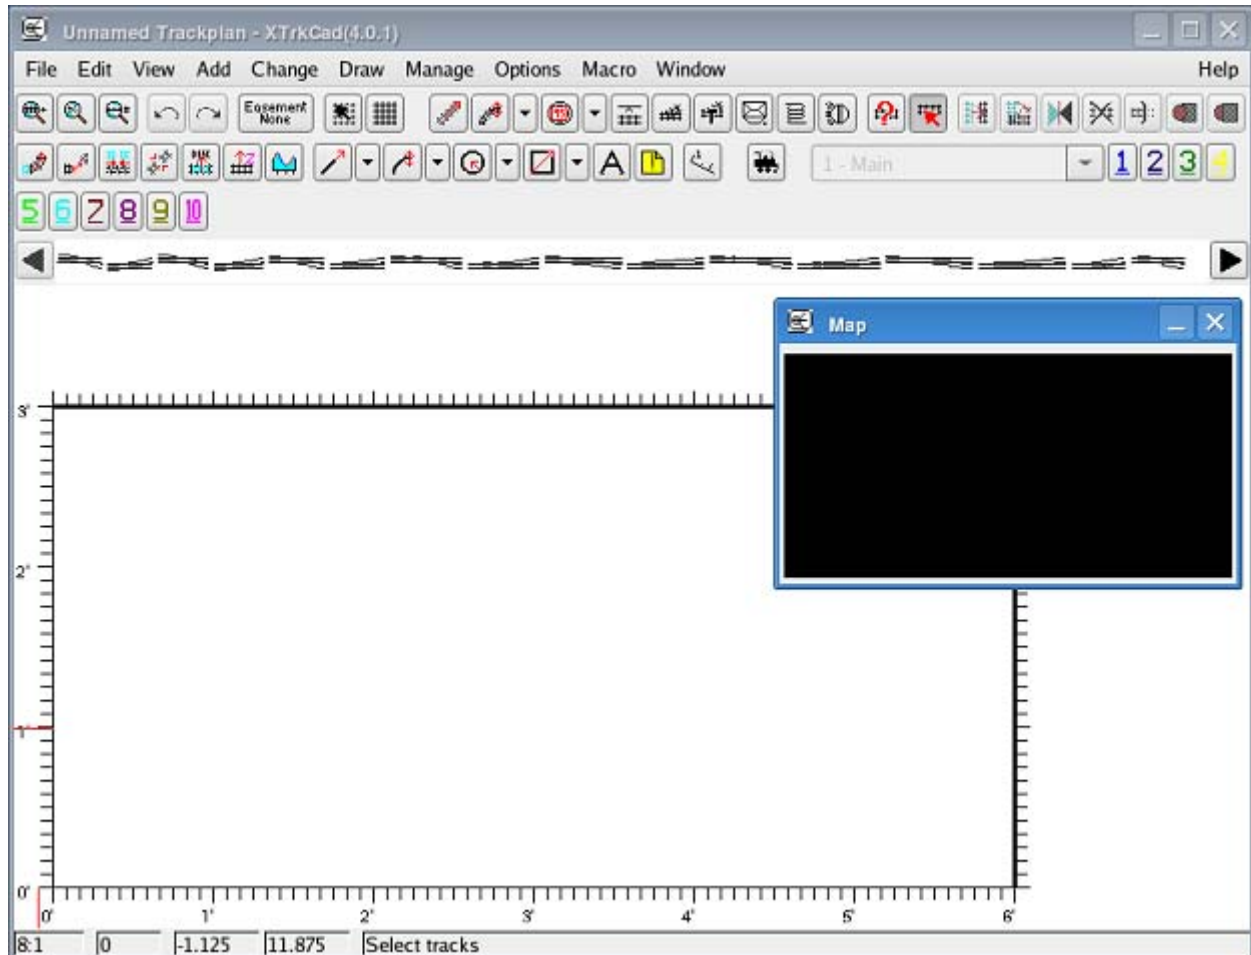 Unnamed Trackplan - XTrkCad(4.0.1)
File Edit View Add Change Draw Manage Options Macro Window Help
Easement
None
A 1 - Main 1 2 3 4
5 6 7 8 9 10
Map
3'
2'
1'
0'
0' 1' 2' 3' 4' 5' 6'
8:1 0 -1.125 11.875 Select tracks